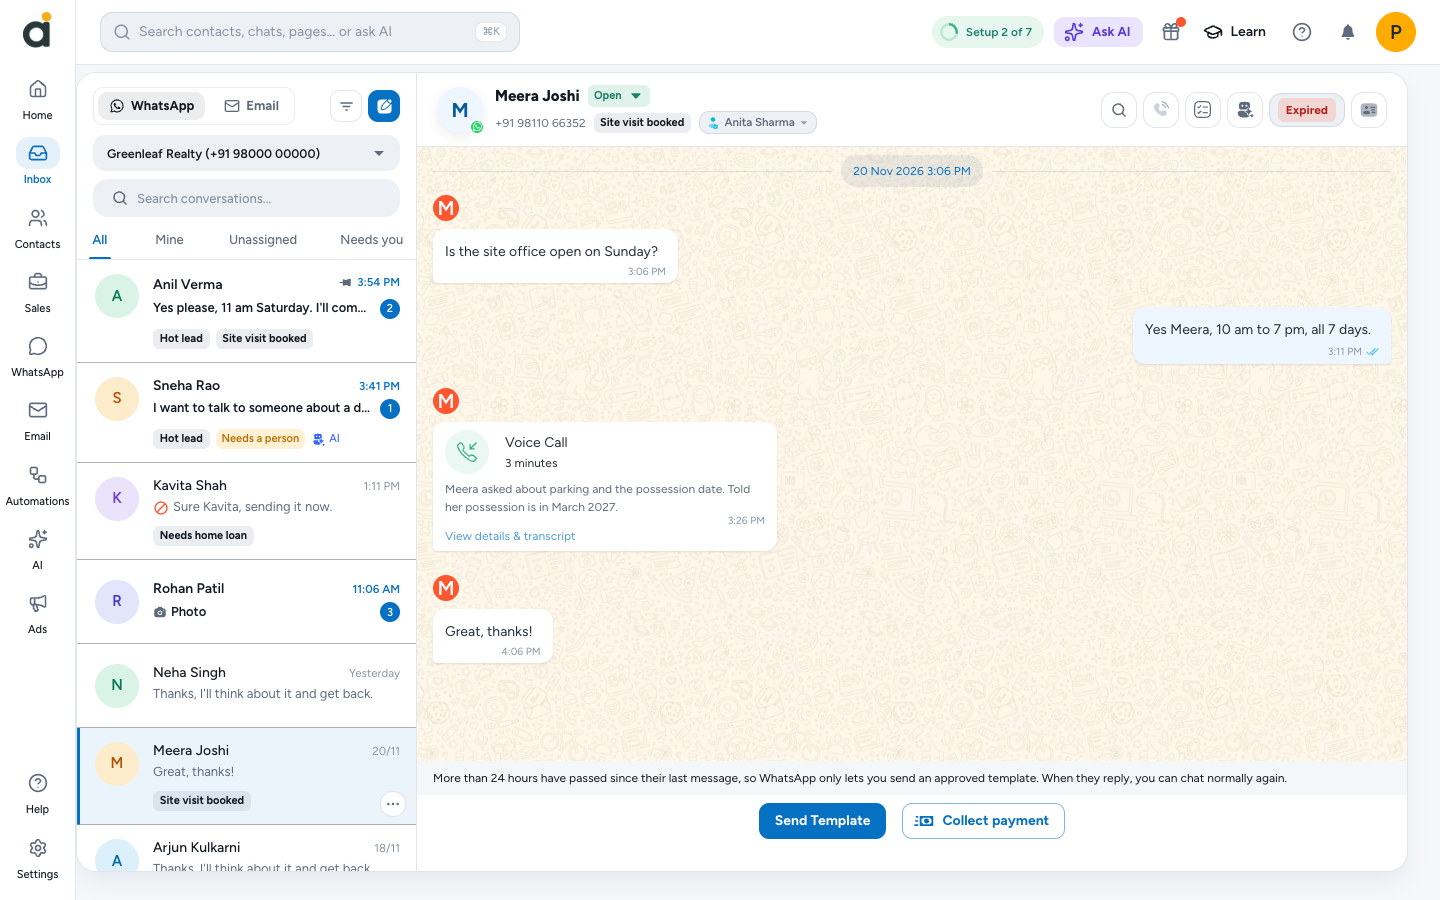 Search contacts, chats, pages... or ask AI
⌘K
Setup 2 of 7
Ask AI
Learn
P
Home
Inbox
Contacts
Sales
WhatsApp
Email
Automations
AI
Ads
Help
Settings
WhatsApp
Email
Greenleaf Realty (+91 98000 00000)
Search conversations...
All
Mine
Unassigned
Needs you
A
Anil Verma
3:54 PM
Yes please, 11 am Saturday. I'll com...
2
Hot lead
Site visit booked
S
Sneha Rao
3:41 PM
I want to talk to someone about a d...
1
Hot lead
Needs a person
AI
K
Kavita Shah
1:11 PM
Sure Kavita, sending it now.
Needs home loan
R
Rohan Patil
11:06 AM
Photo
3
N
Neha Singh
Yesterday
Thanks, I'll think about it and get back.
M
Meera Joshi
20/11
Great, thanks!
Site visit booked
A
Arjun Kulkarni
18/11
Thanks, I'll think about it and get back.
M
Meera Joshi
Open
+91 98110 66352
Site visit booked
Anita Sharma
Expired
20 Nov 2026 3:06 PM
M
Is the site office open on Sunday?
3:06 PM
Yes Meera, 10 am to 7 pm, all 7 days.
3:11 PM
M
Voice Call
3 minutes
Meera asked about parking and the possession date. Told
her possession is in March 2027.
3:26 PM
View details & transcript
M
Great, thanks!
4:06 PM
More than 24 hours have passed since their last message, so WhatsApp only lets you send an approved template. When they reply, you can chat normally again.
Send Template
Collect payment